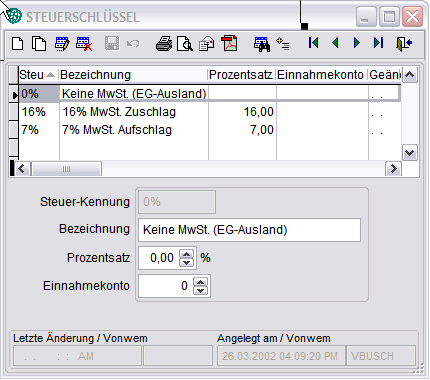 STEUERSCHLÜSSEL
Steu Bezeichnung Prozentsatz Einnahmekonto Geän
0% Keine MwSt. (EG-Ausland) . .
16% 16% MwSt. Zuschlag 16,00 . .
7% 7% MwSt. Aufschlag 7,00 . .
Steuer-Kennung 0%
Bezeichnung Keine MwSt. (EG-Ausland)
Prozentsatz 0,00 %
Einnahmekonto 0
Letzte Änderung / Vonwem Angelegt am / Vonwem
. . : : AM 26.03.2002 04:09:20 PM VBUSCH